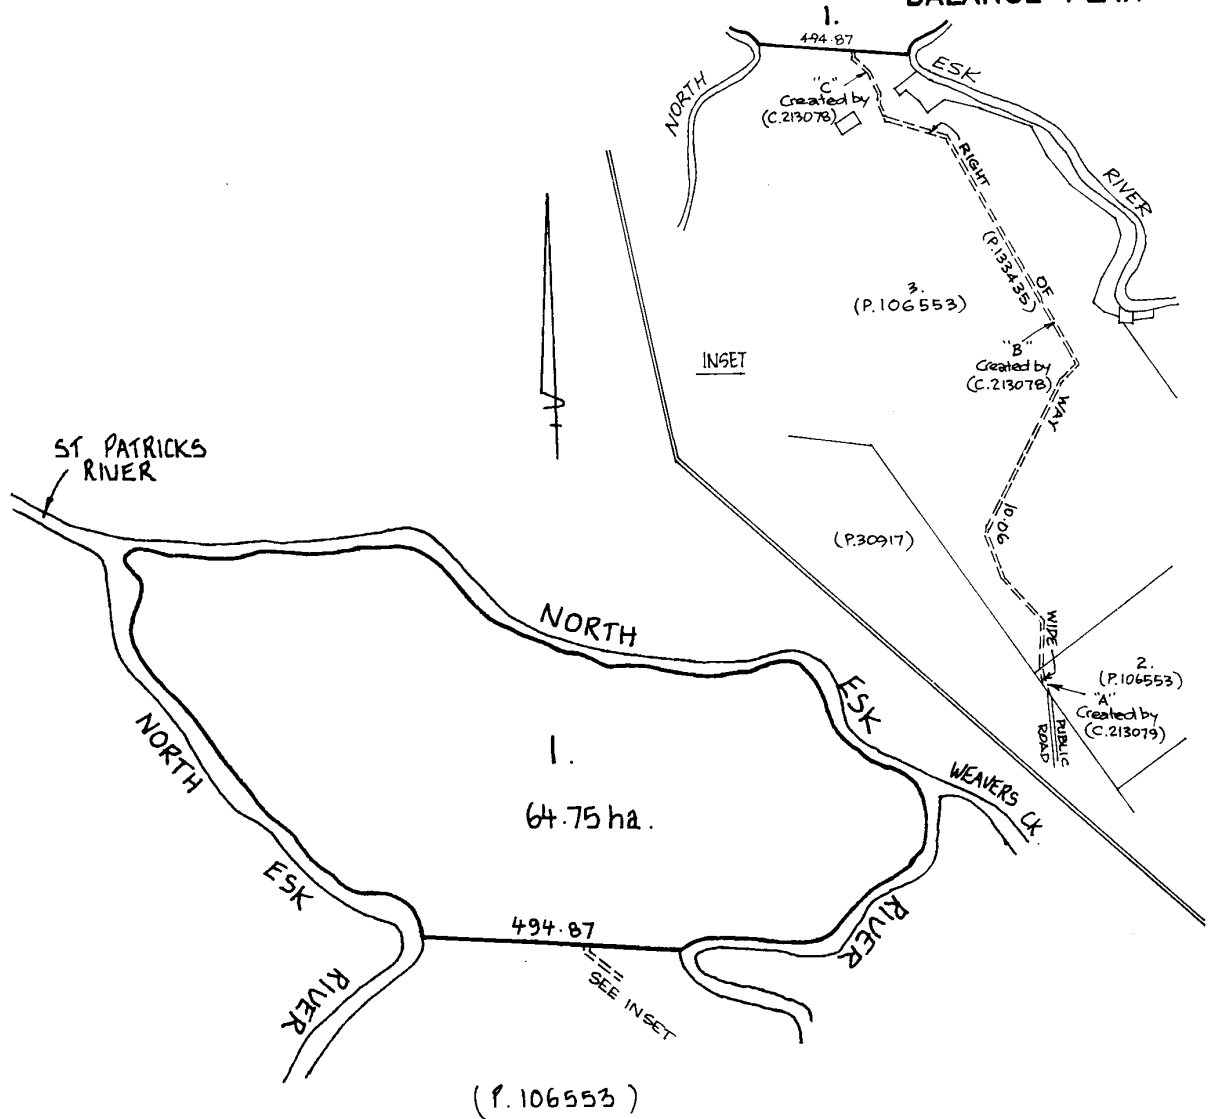 1.
494.87
NORTH
ESK
RIVER
"C"
Created by
(C.213078)
RIGHT
OF
WAY
10.06
WIDE
(P.133435)
3.
(P.106553)
"B"
Created by
(C.213078)
INSET
(P.30917)
2.
(P.106553)
"A"
Created by
(C.213079)
PUBLIC
ROAD
ST PATRICKS
RIVER
NORTH
ESK
RIVER
WEAVERS CK.
NORTH
ESK
RIVER
1.
64.75 ha.
494.87
SEE INSET
(P.106553)